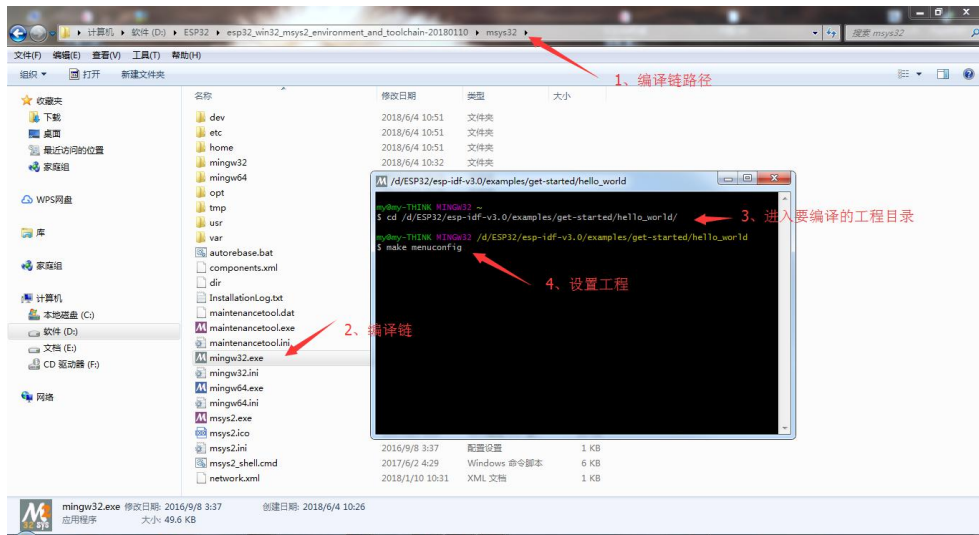 计算机 ▸ 软件 (D:) ▸ ESP32 ▸ esp32_win32_msys2_environment_and_toolchain-20180110 ▸ msys32 ▸
搜索 msys32
文件(F) 编辑(E) 查看(V) 工具(T) 帮助(H)
组织 打开 新建文件夹
1、编译链路径
收藏夹
下载
桌面
最近访问的位置
家庭组
WPS网盘
库
家庭组
计算机
本地磁盘 (C:)
软件 (D:)
文档 (E:)
CD 驱动器 (F:)
网络
名称 修改日期 类型 大小
dev 2018/6/4 10:51 文件夹
etc 2018/6/4 10:51 文件夹
home 2018/6/4 10:51 文件夹
mingw32 2018/6/4 10:32 文件夹
mingw64
opt
tmp
usr
var
autorebase.bat
components.xml
dir
InstallationLog.txt
maintenancetool.dat
maintenancetool.exe
maintenancetool.ini
mingw32.exe
mingw32.ini
mingw64.exe
mingw64.ini
msys2.exe
msys2.ico
msys2.ini 2016/9/8 3:37 配置设置 1 KB
msys2_shell.cmd 2017/6/2 4:29 Windows 命令脚本 6 KB
network.xml 2018/1/10 10:31 XML 文档 1 KB
2、编译链
/d/ESP32/esp-idf-v3.0/examples/get-started/hello_world
my@my-THINK MINGW32 ~
$ cd /d/ESP32/esp-idf-v3.0/examples/get-started/hello_world/
3、进入要编译的工程目录
my@my-THINK MINGW32 /d/ESP32/esp-idf-v3.0/examples/get-started/hello_world
$ make menuconfig
4、设置工程
mingw32.exe 修改日期: 2016/9/8 3:37 创建日期: 2018/6/4 10:26
应用程序 大小: 49.6 KB